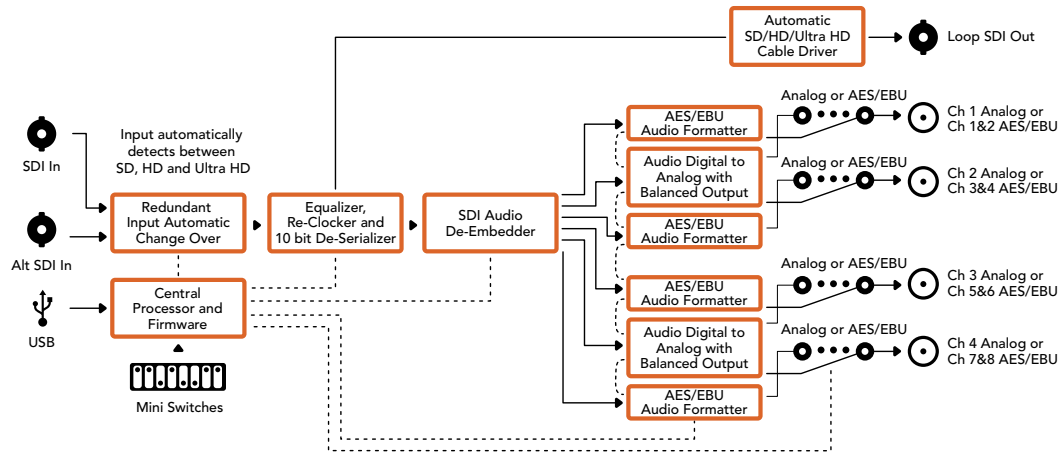 Automatic
SD/HD/Ultra HD
Cable Driver
Loop SDI Out
SDI In
Input automatically
detects between
SD, HD and Ultra HD
Alt SDI In
Redundant
Input Automatic
Change Over
Equalizer,
Re-Clocker and
10 bit De-Serializer
SDI Audio
De-Embedder
USB
Central
Processor and
Firmware
Mini Switches
AES/EBU
Audio Formatter
Audio Digital to
Analog with
Balanced Output
AES/EBU
Audio Formatter
AES/EBU
Audio Formatter
Audio Digital to
Analog with
Balanced Output
AES/EBU
Audio Formatter
Analog or AES/EBU
Ch 1 Analog or
Ch 1&2 AES/EBU
Analog or AES/EBU
Ch 2 Analog or
Ch 3&4 AES/EBU
Analog or AES/EBU
Ch 3 Analog or
Ch 5&6 AES/EBU
Analog or AES/EBU
Ch 4 Analog or
Ch 7&8 AES/EBU